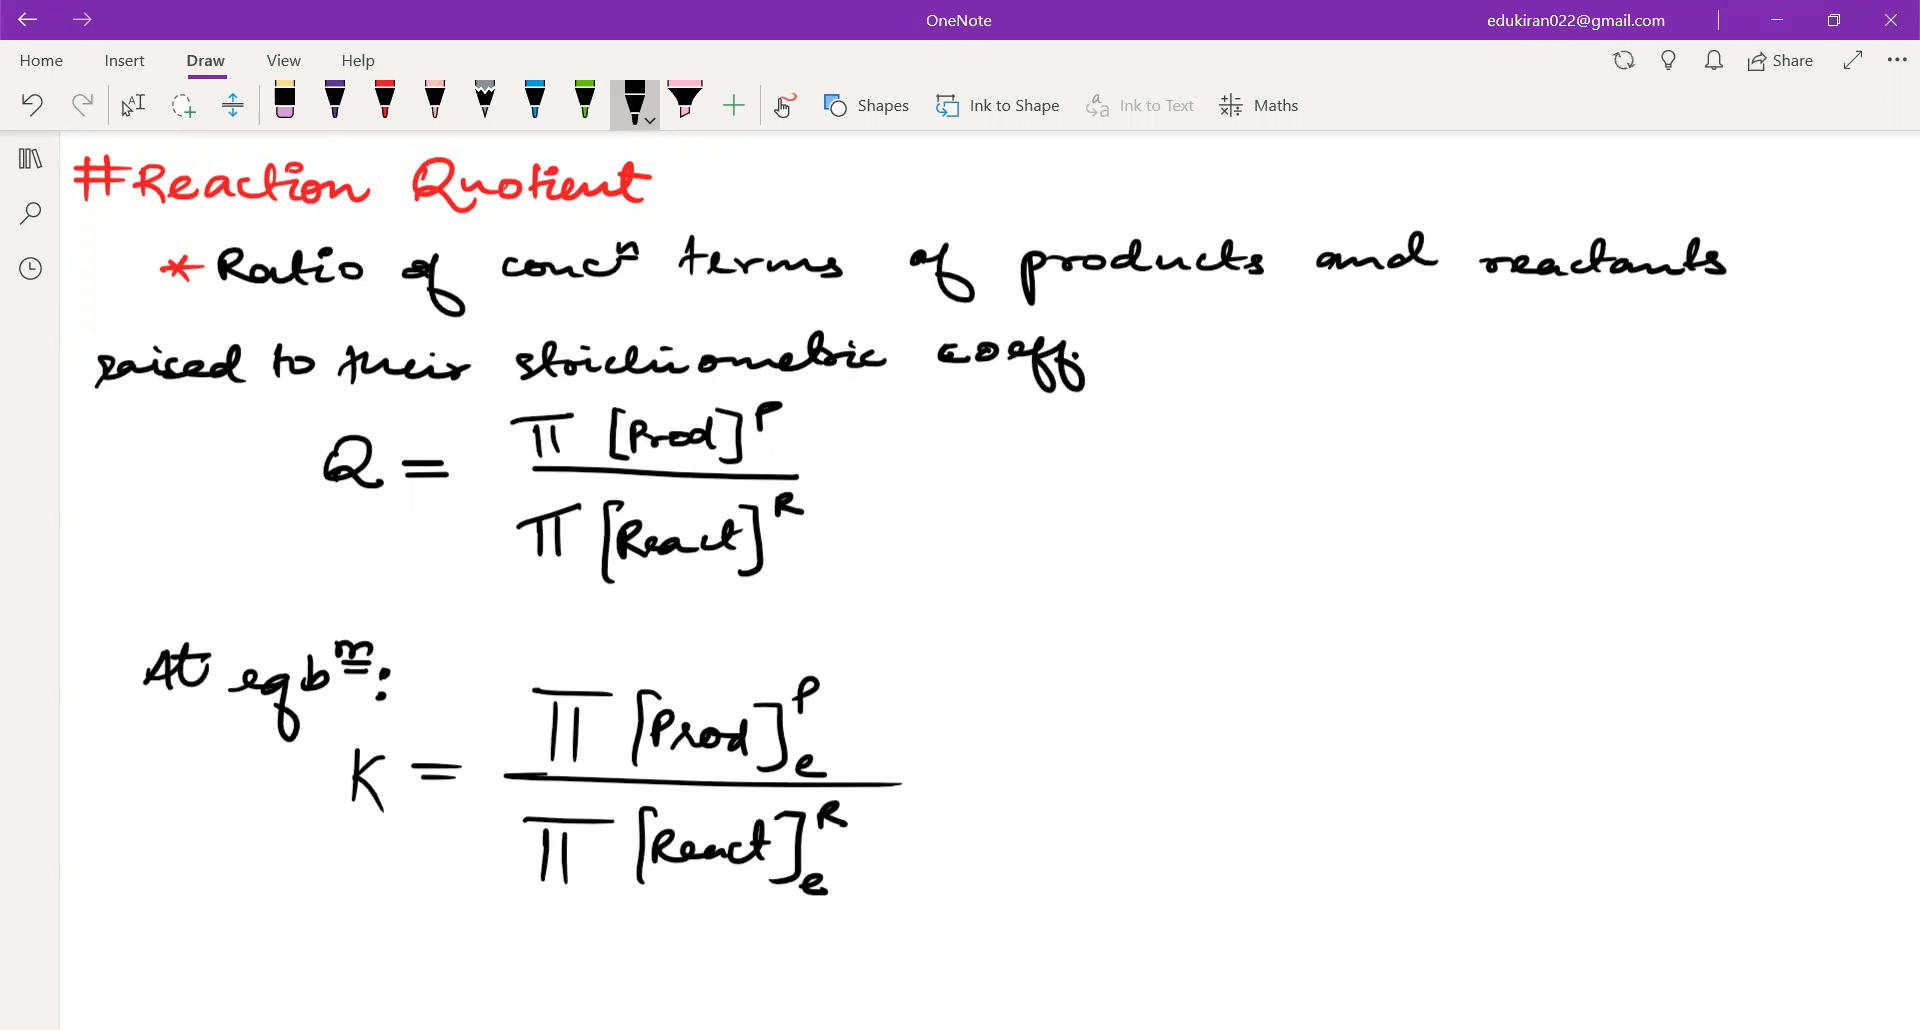 OneNote
edukiran022@gmail.com
Home Insert Draw View Help
Share
Shapes Ink to Shape Ink to Text Maths
#Reaction Quotient
* Ratio of concⁿ terms of products and reactants
raised to their stoichiometric coeff.
Q = π [Prod]^P / π [React]^R
At eqbᵐ:
K = π [Prod]_e^P / π [React]_e^R